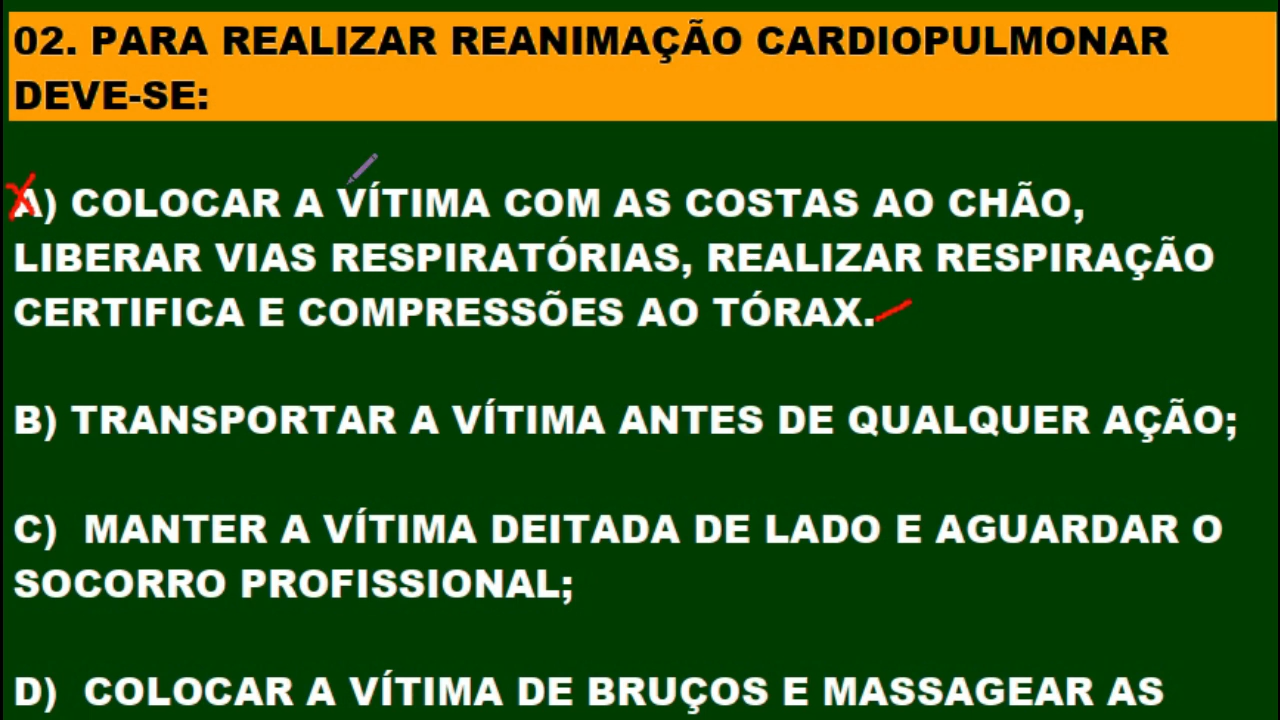 02. PARA REALIZAR REANIMAÇÃO CARDIOPULMONAR
DEVE-SE:
A) COLOCAR A VÍTIMA COM AS COSTAS AO CHÃO,
LIBERAR VIAS RESPIRATÓRIAS, REALIZAR RESPIRAÇÃO
CERTIFICA E COMPRESSÕES AO TÓRAX.
B) TRANSPORTAR A VÍTIMA ANTES DE QUALQUER AÇÃO;
C) MANTER A VÍTIMA DEITADA DE LADO E AGUARDAR O
SOCORRO PROFISSIONAL;
D) COLOCAR A VÍTIMA DE BRUÇOS E MASSAGEAR AS